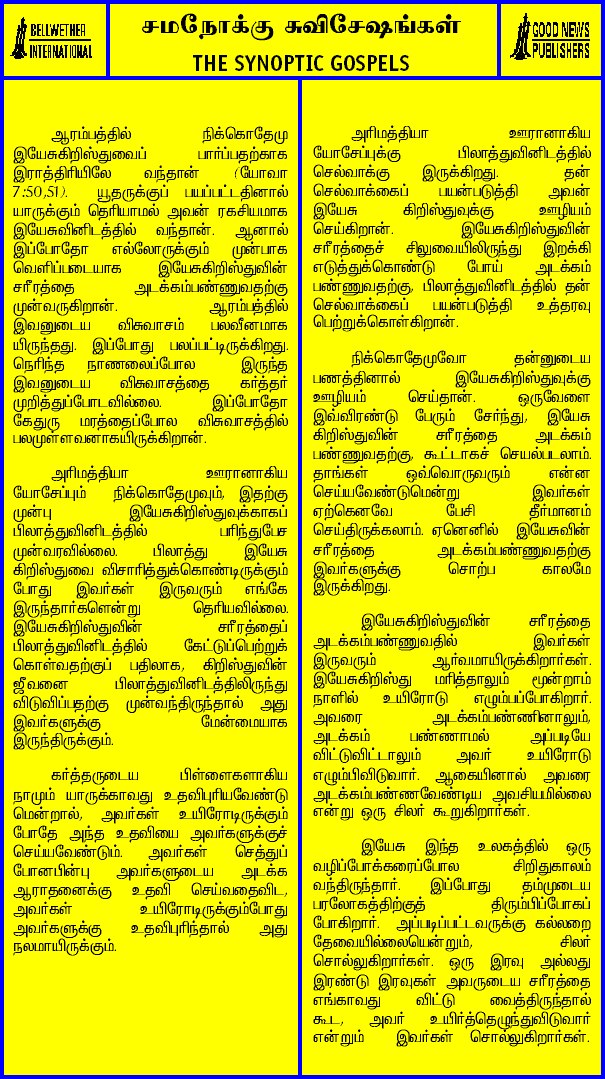 BELLWETHER
INTERNATIONAL
சமநோக்கு சுவிசேஷங்கள்
THE SYNOPTIC GOSPELS
GOOD NEWS
PUBLISHERS
ஆரம்பத்தில் நிக்கொதேமு
இயேசுகிறிஸ்துவைப் பார்ப்பதற்காக
இராத்திரியிலே வந்தான் (யோவா
7:50,51). யூதருக்குப் பயப்பட்டதினால்
யாருக்கும் தெரியாமல் அவன் ரகசியமாக
இயேசுவினிடத்தில் வந்தான். ஆனால்
இப்போதோ எல்லோருக்கும் முன்பாக
வெளிப்படையாக இயேசுகிறிஸ்துவின்
சரீரத்தை அடக்கம்பண்ணுவதற்கு
முன்வருகிறான். ஆரம்பத்தில்
இவனுடைய விசுவாசம் பலவீனமாக
யிருந்தது. இப்போது பலப்பட்டிருக்கிறது.
நெரிந்த நாணலைப்போல இருந்த
இவனுடைய விசுவாசத்தை கர்த்தர்
முறித்துப்போடவில்லை. இப்போதோ
கேதுரு மரத்தைப்போல விசுவாசத்தில்
பலமுள்ளவனாகயிருக்கிறான்.
அரிமத்தியா ஊரானாகிய
யோசேப்பும் நிக்கொதேமுவும், இதற்கு
முன்பு இயேசுகிறிஸ்துவுக்காகப்
பிலாத்துவினிடத்தில் பரிந்துபேச
முன்வரவில்லை. பிலாத்து இயேசு
கிறிஸ்துவை விசாரித்துக்கொண்டிருக்கும்
போது இவர்கள் இருவரும் எங்கே
இருந்தார்களென்று தெரியவில்லை.
இயேசுகிறிஸ்துவின் சரீரத்தைப்
பிலாத்துவினிடத்தில் கேட்டுப்பெற்றுக்
கொள்வதற்குப் பதிலாக, கிறிஸ்துவின்
ஜீவனை பிலாத்துவினிடத்திலிருந்து
விடுவிப்பதற்கு முன்வந்திருந்தால் அது
இவர்களுக்கு மேன்மையாக
இருந்திருக்கும்.
கர்த்தருடைய பிள்ளைகளாகிய
நாமும் யாருக்காவது உதவிபுரியவேண்டு
மென்றால், அவர்கள் உயிரோடிருக்கும்
போதே அந்த உதவியை அவர்களுக்குச்
செய்யவேண்டும். அவர்கள் செத்துப்
போனபின்பு அவர்களுடைய அடக்க
ஆராதனைக்கு உதவி செய்வதைவிட,
அவர்கள் உயிரோடிருக்கும்போது
அவர்களுக்கு உதவிபுரிந்தால் அது
நலமாயிருக்கும்.
அரிமத்தியா ஊரானாகிய
யோசேப்புக்கு பிலாத்துவினிடத்தில்
செல்வாக்கு இருக்கிறது. தன்
செல்வாக்கைப் பயன்படுத்தி அவன்
இயேசு கிறிஸ்துவுக்கு ஊழியம்
செய்கிறான். இயேசுகிறிஸ்துவின்
சரீரத்தைச் சிலுவையிலிருந்து இறக்கி
எடுத்துக்கொண்டு போய் அடக்கம்
பண்ணுவதற்கு, பிலாத்துவினிடத்தில் தன்
செல்வாக்கைப் பயன்படுத்தி உத்தரவு
பெற்றுக்கொள்கிறான்.
நிக்கொதேமுவோ தன்னுடைய
பணத்தினால் இயேசுகிறிஸ்துவுக்கு
ஊழியம் செய்தான். ஒருவேளை
இவ்விரண்டு பேரும் சேர்ந்து, இயேசு
கிறிஸ்துவின் சரீரத்தை அடக்கம்
பண்ணுவதற்கு, கூட்டாகச் செயல்படலாம்.
தாங்கள் ஒவ்வொருவரும் என்ன
செய்யவேண்டுமென்று இவர்கள்
ஏற்கெனவே பேசி தீர்மானம்
செய்திருக்கலாம். ஏனெனில் இயேசுவின்
சரீரத்தை அடக்கம்பண்ணுவதற்கு
இவர்களுக்கு சொற்ப காலமே
இருக்கிறது.
இயேசுகிறிஸ்துவின் சரீரத்தை
அடக்கம்பண்ணுவதில் இவர்கள்
இருவரும் ஆர்வமாயிருக்கிறார்கள்.
இயேசுகிறிஸ்து மரித்தாலும் மூன்றாம்
நாளில் உயிரோடு எழும்பப்போகிறார்.
அவரை அடக்கம்பண்ணினாலும்,
அடக்கம் பண்ணாமல் அப்படியே
விட்டுவிட்டாலும் அவர் உயிரோடு
எழும்பிவிடுவார். ஆகையினால் அவரை
அடக்கம்பண்ணவேண்டிய அவசியமில்லை
என்று ஒரு சிலர் கூறுகிறார்கள்.
இயேசு இந்த உலகத்தில் ஒரு
வழிப்போக்கரைப்போல சிறிதுகாலம்
வந்திருந்தார். இப்போது தம்முடைய
பரலோகத்திற்குத் திரும்பிப்போகப்
போகிறார். அப்படிப்பட்டவருக்கு கல்லறை
தேவையில்லையென்றும், சிலர்
சொல்லுகிறார்கள். ஒரு இரவு அல்லது
இரண்டு இரவுகள் அவருடைய சரீரத்தை
எங்காவது விட்டு வைத்திருந்தால்
கூட, அவர் உயிர்த்தெழுந்துவிடுவார்
என்றும் இவர்கள் சொல்லுகிறார்கள்.